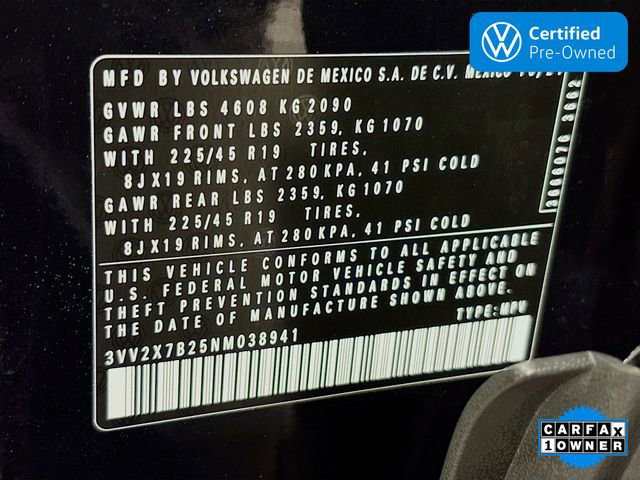 Certified
Pre-Owned
MFD BY VOLKSWAGEN DE MEXICO S.A. DE C.V. MEXICO
GVWR LBS 4608 KG 2090
GAWR FRONT LBS 2359, KG 1070
WITH 225/45 R19 TIRES,
8JX19 RIMS, AT 280 KPA, 41 PSI COLD
GAWR REAR LBS 2359, KG 1070
WITH 225/45 R19 TIRES,
8JX19 RIMS, AT 280 KPA, 41 PSI COLD
THIS VEHICLE CONFORMS TO ALL APPLICABLE
U.S. FEDERAL MOTOR VEHICLE SAFETY AND
THEFT PREVENTION STANDARDS IN EFFECT ON
THE DATE OF MANUFACTURE SHOWN ABOVE.
TYPE: MPV
3VV2X7B25NM038941
CARFAX
1 OWNER